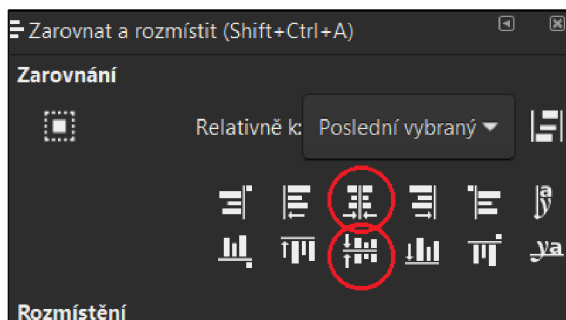 Zarovnat a rozmístit (Shift+Ctrl+A)
Zarovnání
Relativně k: Poslední vybraný
Rozmístění